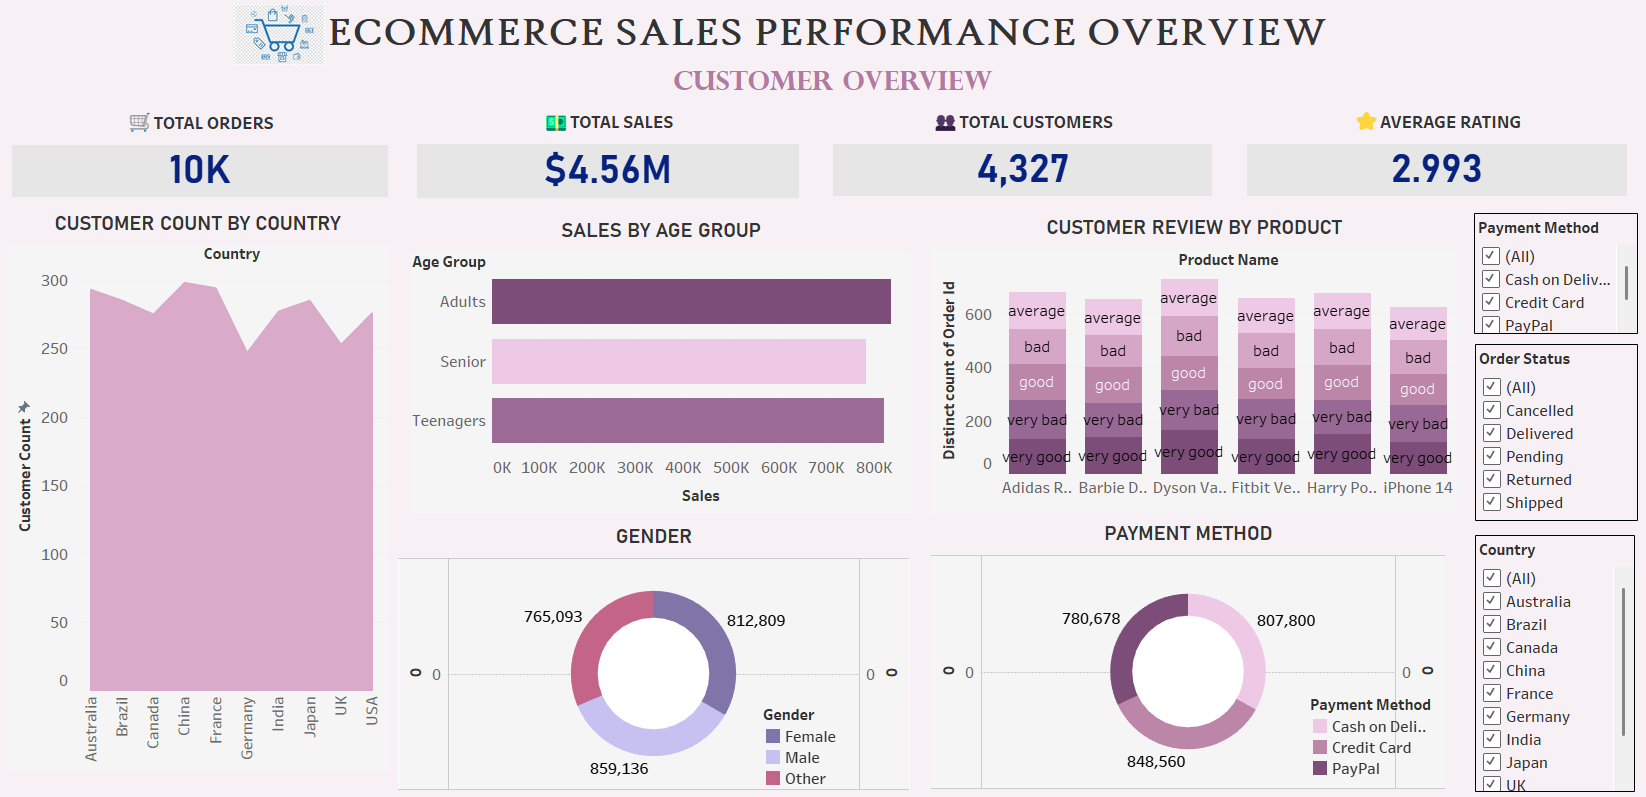 ECOMMERCE SALES PERFORMANCE OVERVIEW
CUSTOMER OVERVIEW
TOTAL ORDERS
10K
TOTAL SALES
$4.56M
TOTAL CUSTOMERS
4,327
AVERAGE RATING
2.993
CUSTOMER COUNT BY COUNTRY
Country
Customer Count
300
250
200
150
100
50
0
Australia
Brazil
Canada
China
France
Germany
India
Japan
UK
USA
SALES BY AGE GROUP
Age Group
Adults
Senior
Teenagers
0K 100K 200K 300K 400K 500K 600K 700K 800K
Sales
CUSTOMER REVIEW BY PRODUCT
Product Name
Distinct count of Order Id
600
400
200
0
average average average average average average
bad bad bad bad bad bad
good good good good good good
very bad very bad very bad very bad very bad very bad
very good very good very good very good very good very good
Adidas R.. Barbie D.. Dyson Va.. Fitbit Ve.. Harry Po.. iPhone 14
GENDER
765,093
812,809
859,136
0 0
0 0
Gender
Female
Male
Other
PAYMENT METHOD
780,678
807,800
848,560
0 0
0 0
Payment Method
Cash on Deli..
Credit Card
PayPal
Payment Method
(All)
Cash on Deliv...
Credit Card
PayPal
Order Status
(All)
Cancelled
Delivered
Pending
Returned
Shipped
Country
(All)
Australia
Brazil
Canada
China
France
Germany
India
Japan
UK